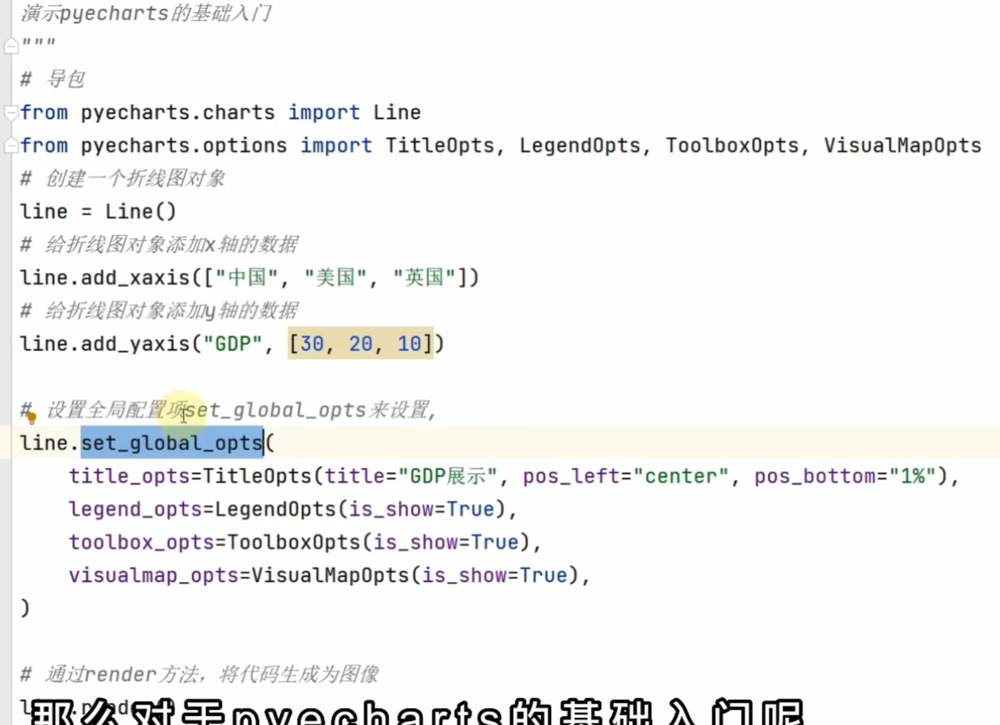 演示pyecharts的基础入门
"""
# 导包
from pyecharts.charts import Line
from pyecharts.options import TitleOpts, LegendOpts, ToolboxOpts, VisualMapOpts
# 创建一个折线图对象
line = Line()
# 给折线图对象添加x轴的数据
line.add_xaxis(["中国", "美国", "英国"])
# 给折线图对象添加y轴的数据
line.add_yaxis("GDP", [30, 20, 10])
# 设置全局配置项set_global_opts来设置,
line.set_global_opts(
    title_opts=TitleOpts(title="GDP展示", pos_left="center", pos_bottom="1%"),
    legend_opts=LegendOpts(is_show=True),
    toolbox_opts=ToolboxOpts(is_show=True),
    visualmap_opts=VisualMapOpts(is_show=True),
)
# 通过render方法，将代码生成为图像
那么对于pyecharts的基础入门呢